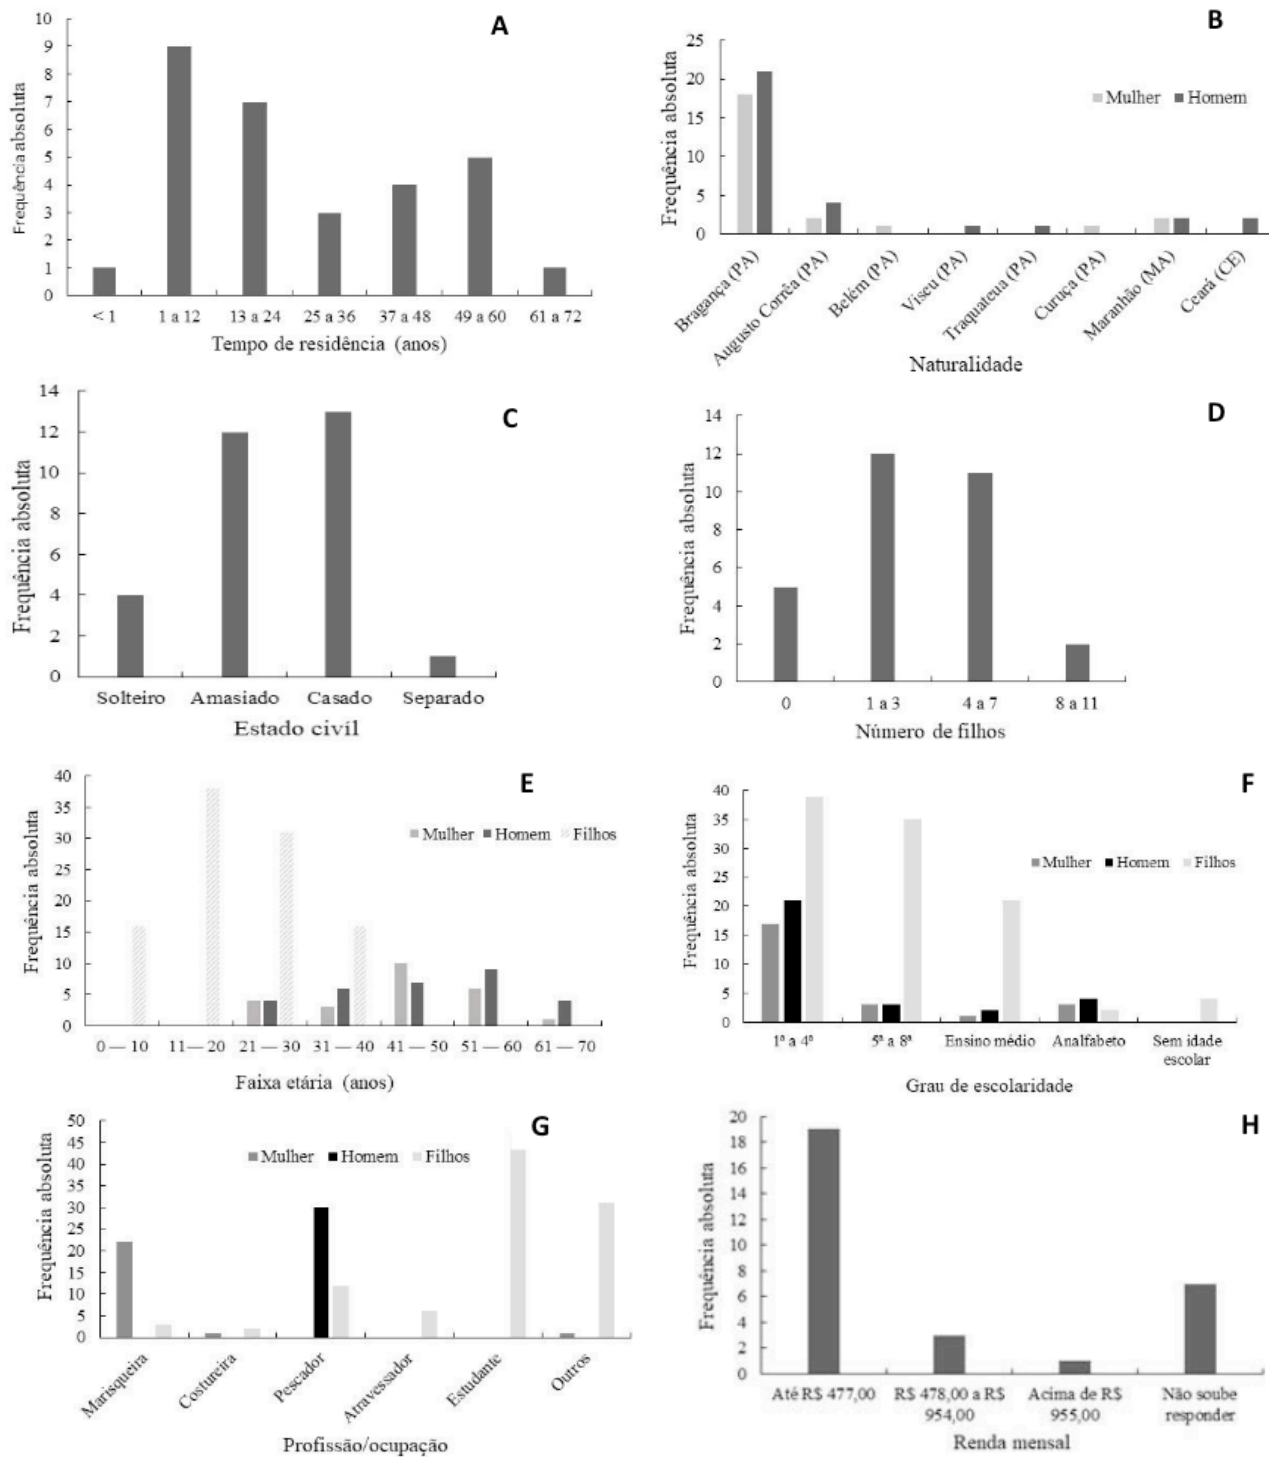 A
Frequência absoluta
10
9
8
7
6
5
4
3
2
1
0
< 1 1 a 12 13 a 24 25 a 36 37 a 48 49 a 60 61 a 72
Tempo de residência (anos)
B
Frequência absoluta
25
20
15
10
5
0
Mulher Homem
Bragança (PA)
Augusto Corrêa (PA)
Belém (PA)
Viseu (PA)
Traquateua (PA)
Curuça (PA)
Maranhão (MA)
Ceará (CE)
Naturalidade
C
Frequência absoluta
14
12
10
8
6
4
2
0
Solteiro Amasiado Casado Separado
Estado civil
D
Frequência absoluta
14
12
10
8
6
4
2
0
0 1 a 3 4 a 7 8 a 11
Número de filhos
E
Frequência absoluta
40
35
30
25
20
15
10
5
0
Mulher Homem Filhos
0 — 10 11 — 20 21 — 30 31 — 40 41 — 50 51 — 60 61 — 70
Faixa etária (anos)
F
Frequência absoluta
40
35
30
25
20
15
10
5
0
Mulher Homem Filhos
1ª a 4ª 5ª a 8ª Ensino médio Analfabeto Sem idade
escolar
Grau de escolaridade
G
Frequência absoluta
50
45
40
35
30
25
20
15
10
5
0
Mulher Homem Filhos
Marisqueira
Costureira
Pescador
Atravessador
Estudante
Outros
Profissão/ocupação
H
Frequência absoluta
20
18
16
14
12
10
8
6
4
2
0
Até R$ 477,00 R$ 478,00 a R$ Acima de R$ Não soube
954,00 955,00 responder
Renda mensal